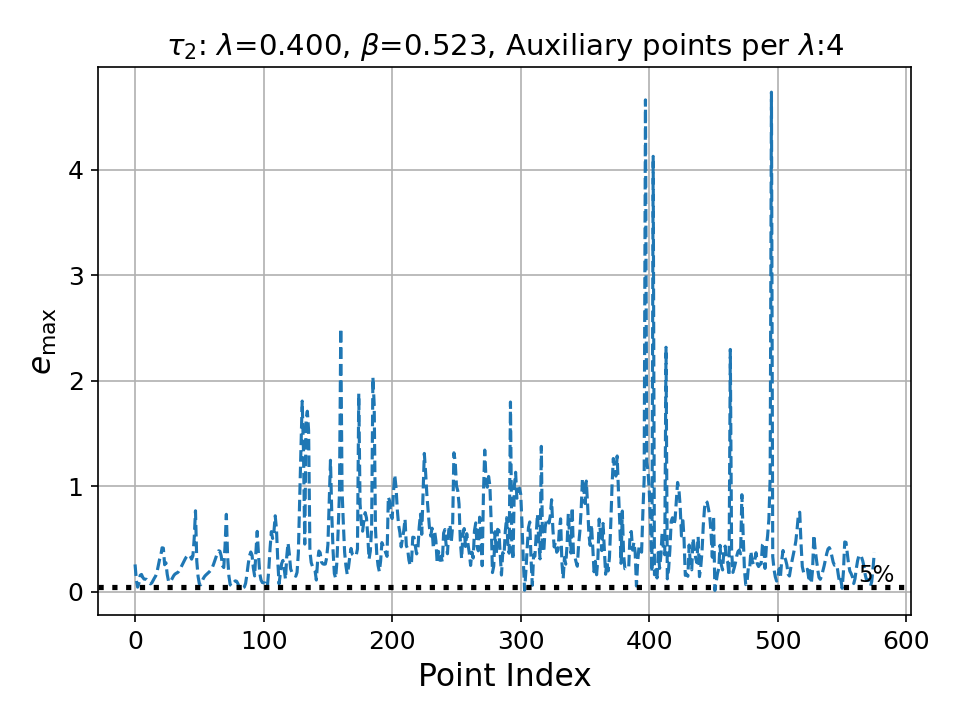 τ₂: λ=0.400, β=0.523, Auxiliary points per λ:4
e_max
4
3
2
1
0
5%
0 100 200 300 400 500 600
Point Index